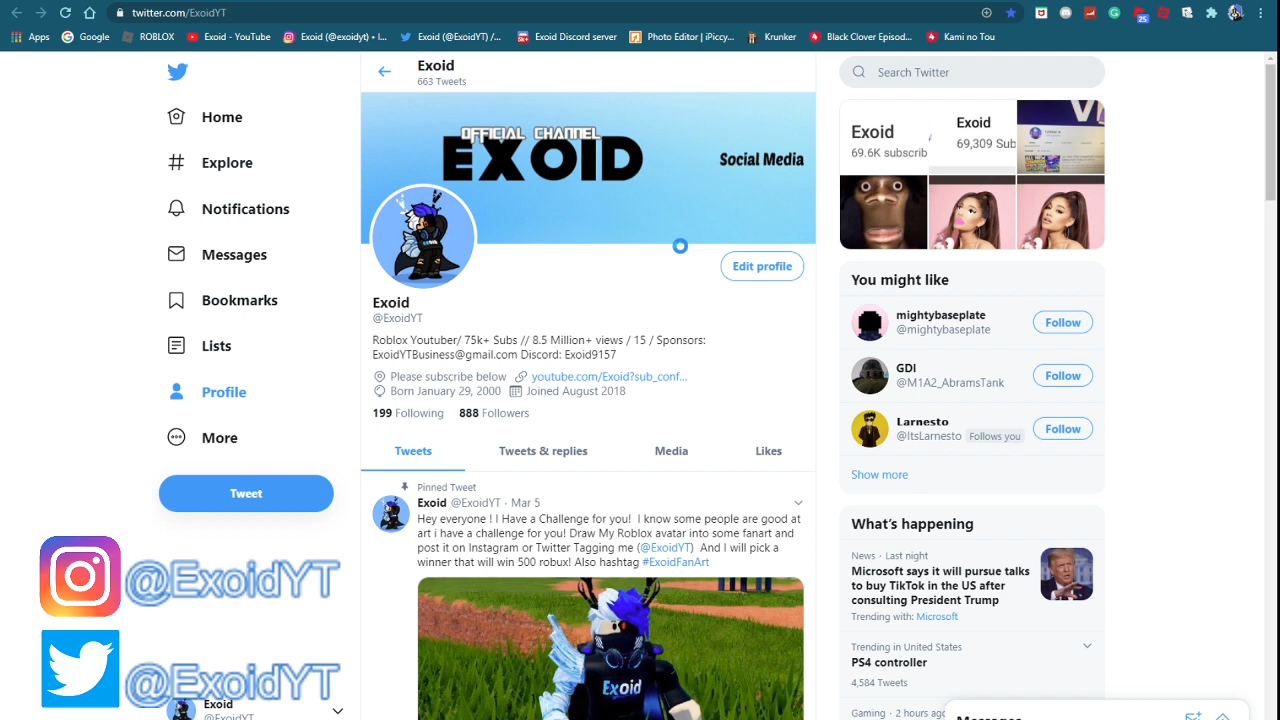 twitter.com/ExoidYT
25
Apps
Google
ROBLOX
Exoid - YouTube
Instagram
Exoid (@exoidyt) • I...
Exoid (@ExoidYT) /...
Exoid Discord server
Photo Editor | iPiccy...
Krunker
Black Clover Episod...
Kami no Tou
Home
Explore
Notifications
Messages
Bookmarks
Lists
Profile
More
Tweet
@ExoidYT
@ExoidYT
Exoid
@ExoidYT
Exoid
663 Tweets
OFFICIAL CHANNEL
EXOID
Social Media
Edit profile
Exoid
@ExoidYT
Roblox Youtuber/ 75k+ Subs // 8.5 Million+ views / 15 / Sponsors:
ExoidYTBusiness@gmail.com Discord: Exoid9157
Please subscribe below youtube.com/Exoid?sub_conf...
Born January 29, 2000 Joined August 2018
199 Following 888 Followers
Tweets Tweets & replies Media Likes
Pinned Tweet
Exoid @ExoidYT · Mar 5
Hey everyone ! I Have a Challenge for you! I know some people are good at
art i have a challenge for you! Draw My Roblox avatar into some fanart and
post it on Instagram or Twitter Tagging me (@ExoidYT) And I will pick a
winner that will win 500 robux! Also hashtag #ExoidFanArt
Exoid
Search Twitter
Exoid
69.6K subscrib
Exoid
69,309 Sub
You might like
mightybaseplate
@mightybaseplate
Follow
GDI
@M1A2_AbramsTank
Follow
Larnesto
@ItsLarnesto Follows you
Follow
Show more
What's happening
News · Last night
Microsoft says it will pursue talks
to buy TikTok in the US after
consulting President Trump
Trending with: Microsoft
Trending in United States
PS4 controller
4,584 Tweets
Gaming · 2 hours ago
Messages